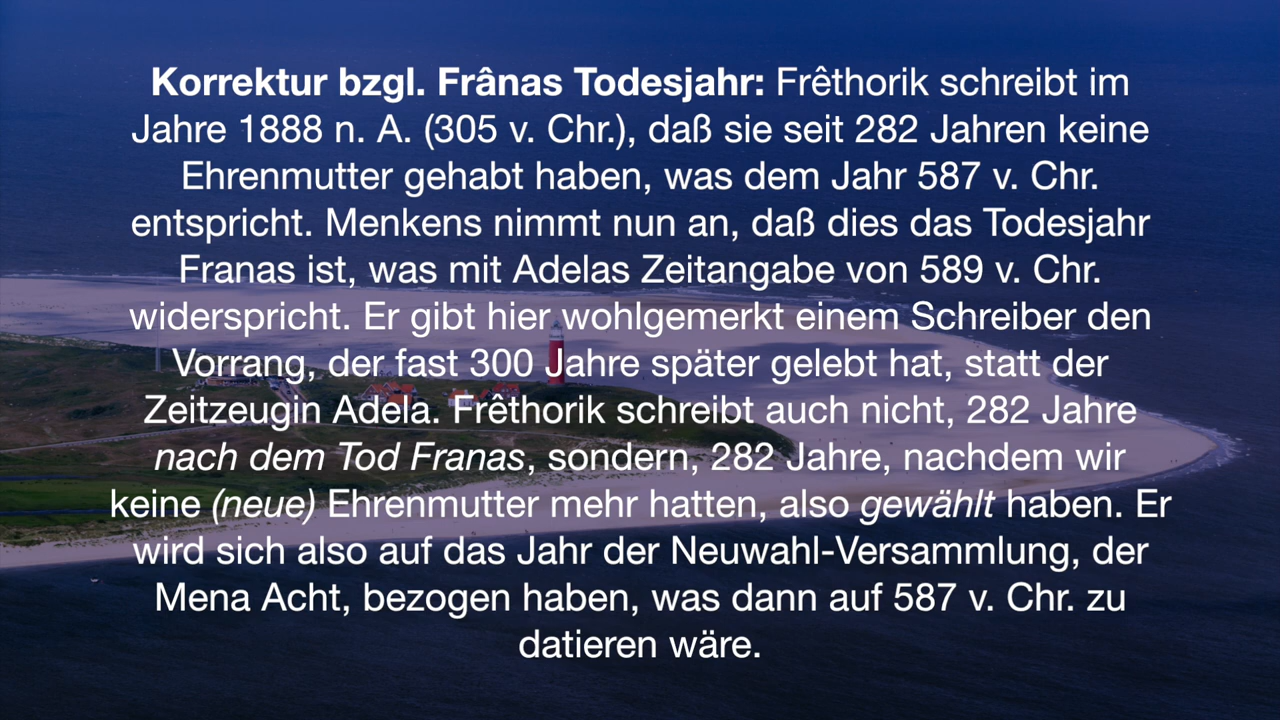 Korrektur bzgl. Frânas Todesjahr: Frêthorik schreibt im
Jahre 1888 n. A. (305 v. Chr.), daß sie seit 282 Jahren keine
Ehrenmutter gehabt haben, was dem Jahr 587 v. Chr.
entspricht. Menkens nimmt nun an, daß dies das Todesjahr
Franas ist, was mit Adelas Zeitangabe von 589 v. Chr.
widerspricht. Er gibt hier wohlgemerkt einem Schreiber den
Vorrang, der fast 300 Jahre später gelebt hat, statt der
Zeitzeugin Adela. Frêthorik schreibt auch nicht, 282 Jahre
nach dem Tod Franas, sondern, 282 Jahre, nachdem wir
keine (neue) Ehrenmutter mehr hatten, also gewählt haben. Er
wird sich also auf das Jahr der Neuwahl-Versammlung, der
Mena Acht, bezogen haben, was dann auf 587 v. Chr. zu
datieren wäre.